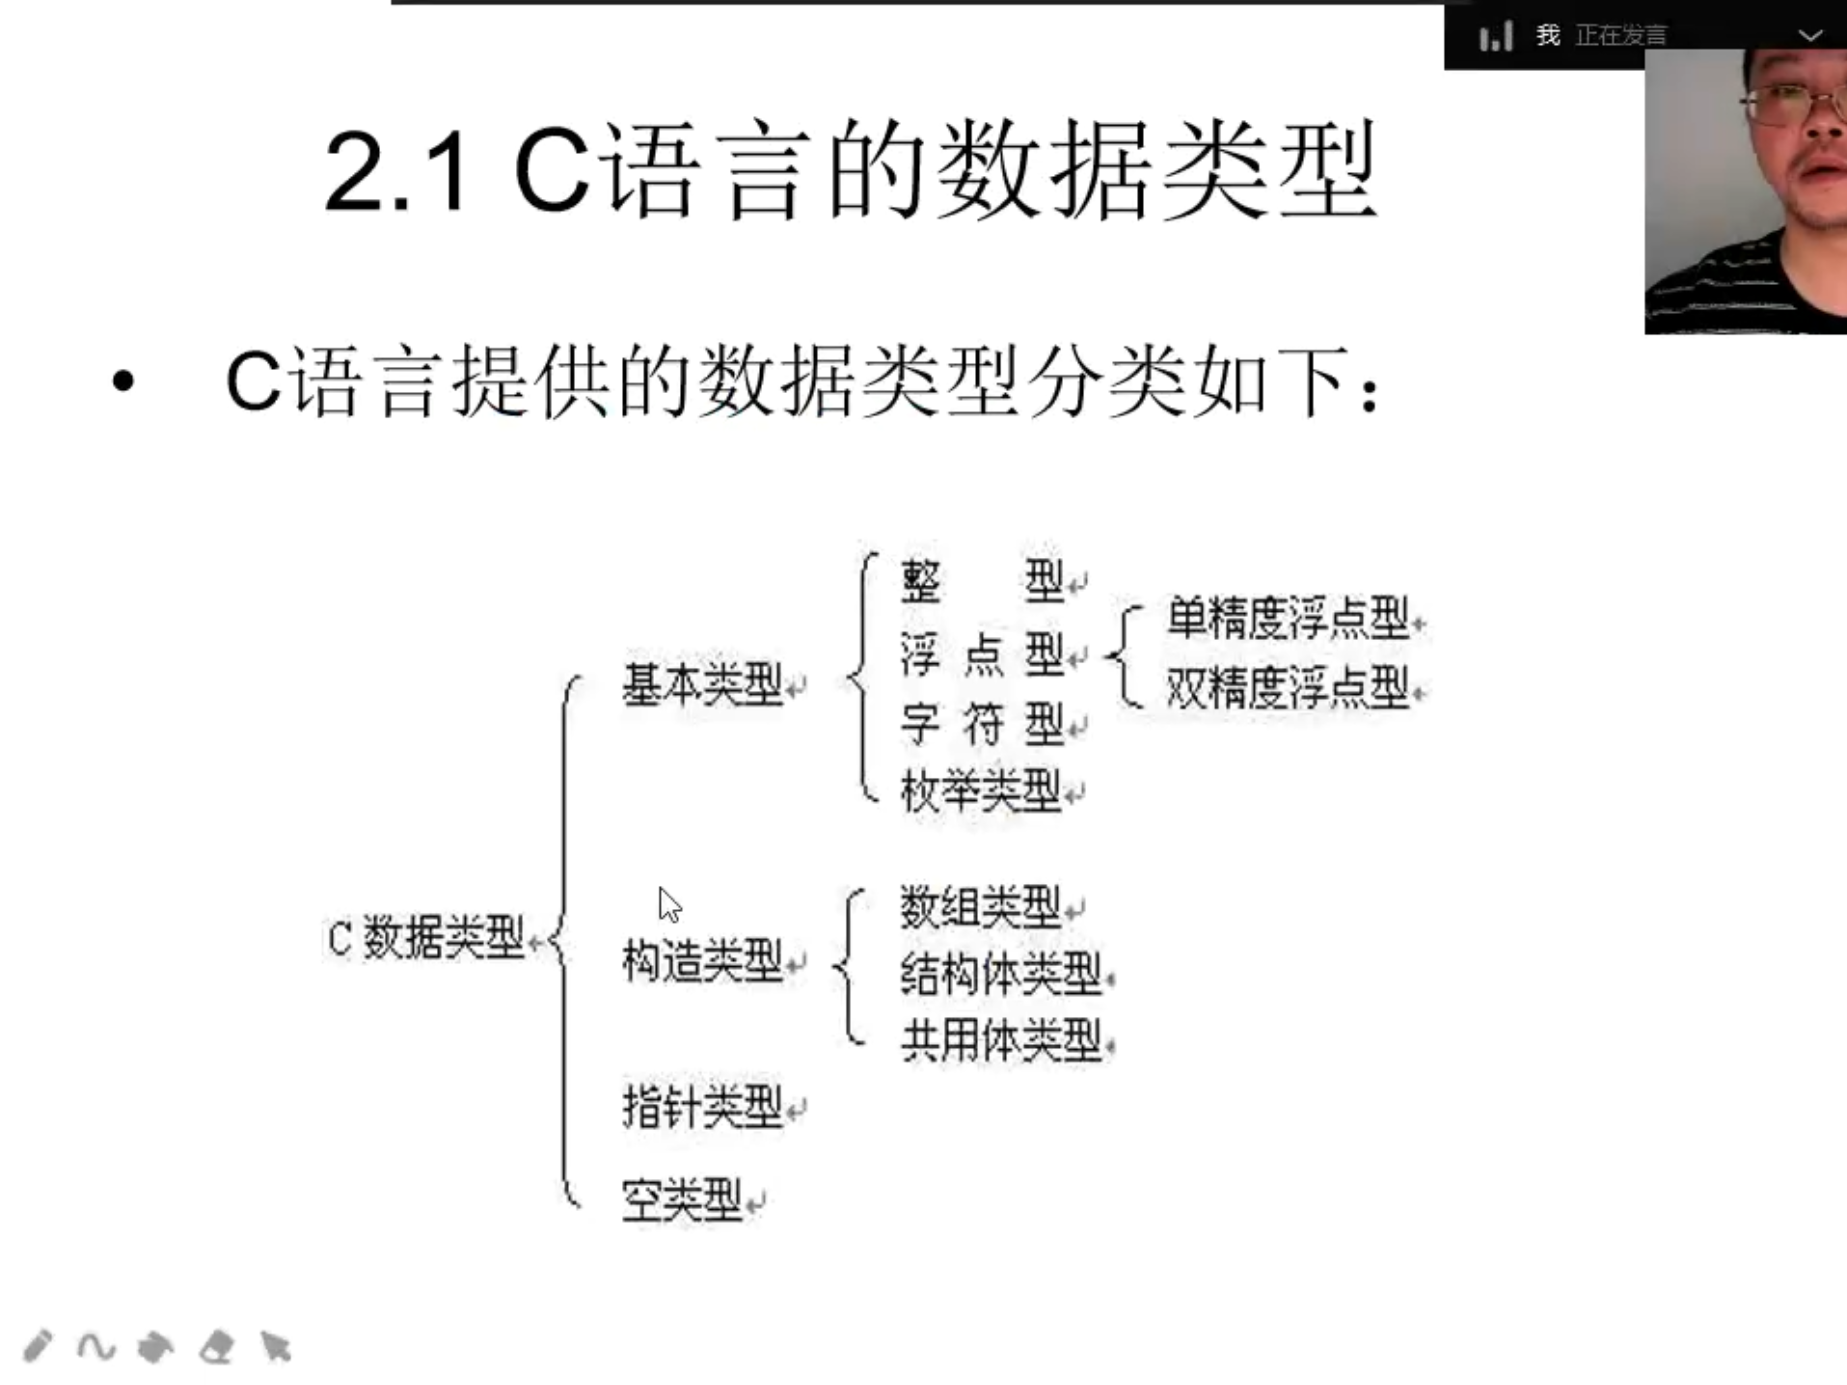 我 正在发言
2.1 C语言的数据类型
• C语言提供的数据类型分类如下：
整 型
单精度浮点型
浮 点 型
基本类型
双精度浮点型
字 符 型
枚举类型
数组类型
C 数据类型
构造类型
结构体类型
共用体类型
指针类型
空类型